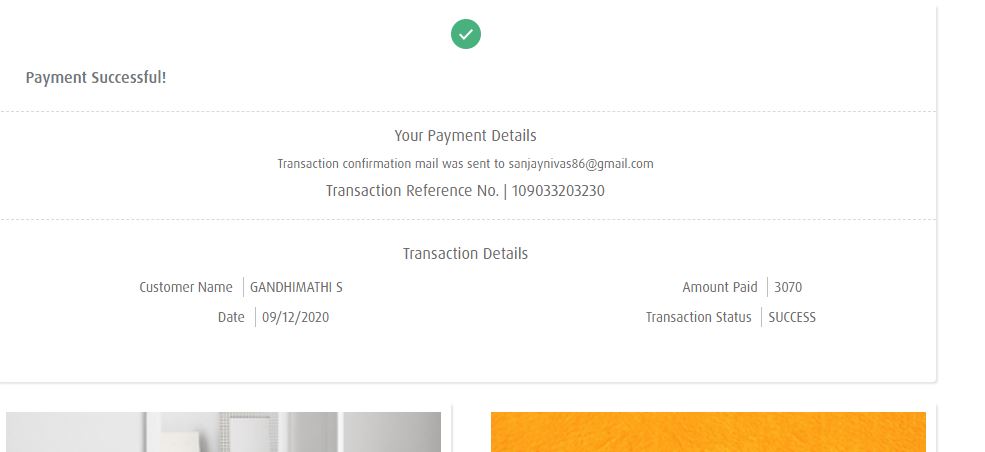 Payment Successful!
Your Payment Details
Transaction confirmation mail was sent to sanjaynivas86@gmail.com
Transaction Reference No. | 109033203230
Transaction Details
Customer Name GANDHIMATHI S
Amount Paid 3070
Date 09/12/2020
Transaction Status SUCCESS